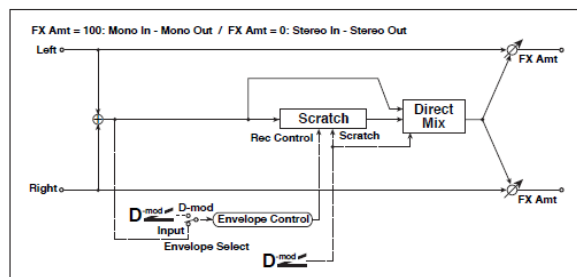 FX Amt = 100: Mono In - Mono Out / FX Amt = 0: Stereo In - Stereo Out
Left
FX Amt
Scratch
Direct
Mix
Rec Control
Scratch
Right
FX Amt
D-mod
D-mod
Envelope Control
Input
Envelope Select
D-mod